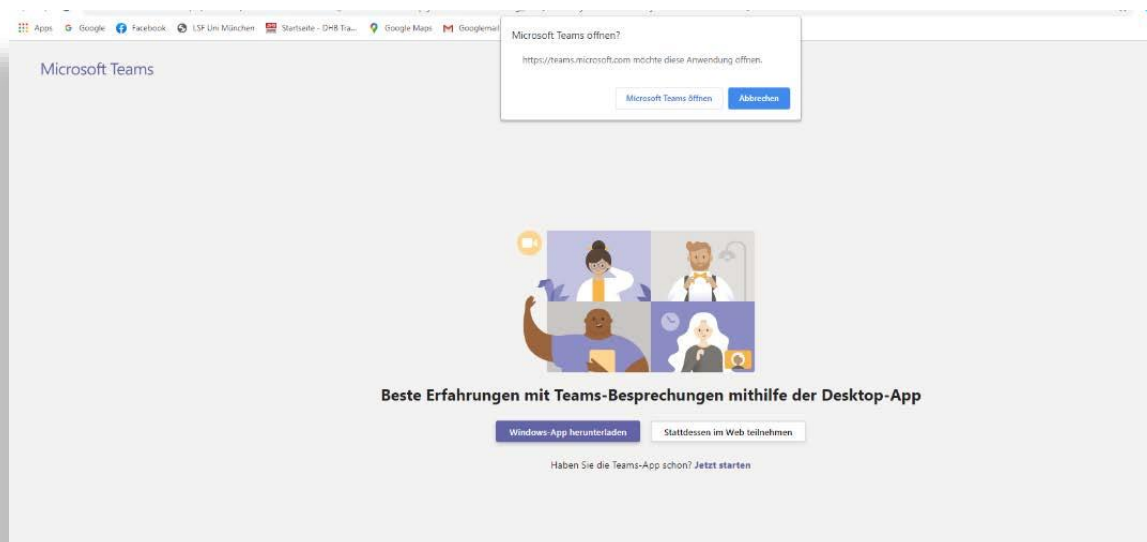 Apps Google Facebook LSF Uni München Startseite - DHB Tra... Google Maps Googlemail
Microsoft Teams öffnen?
https://teams.microsoft.com möchte diese Anwendung öffnen.
Microsoft Teams öffnen Abbrechen
Microsoft Teams
Beste Erfahrungen mit Teams-Besprechungen mithilfe der Desktop-App
Windows-App herunterladen Stattdessen im Web teilnehmen
Haben Sie die Teams-App schon? Jetzt starten